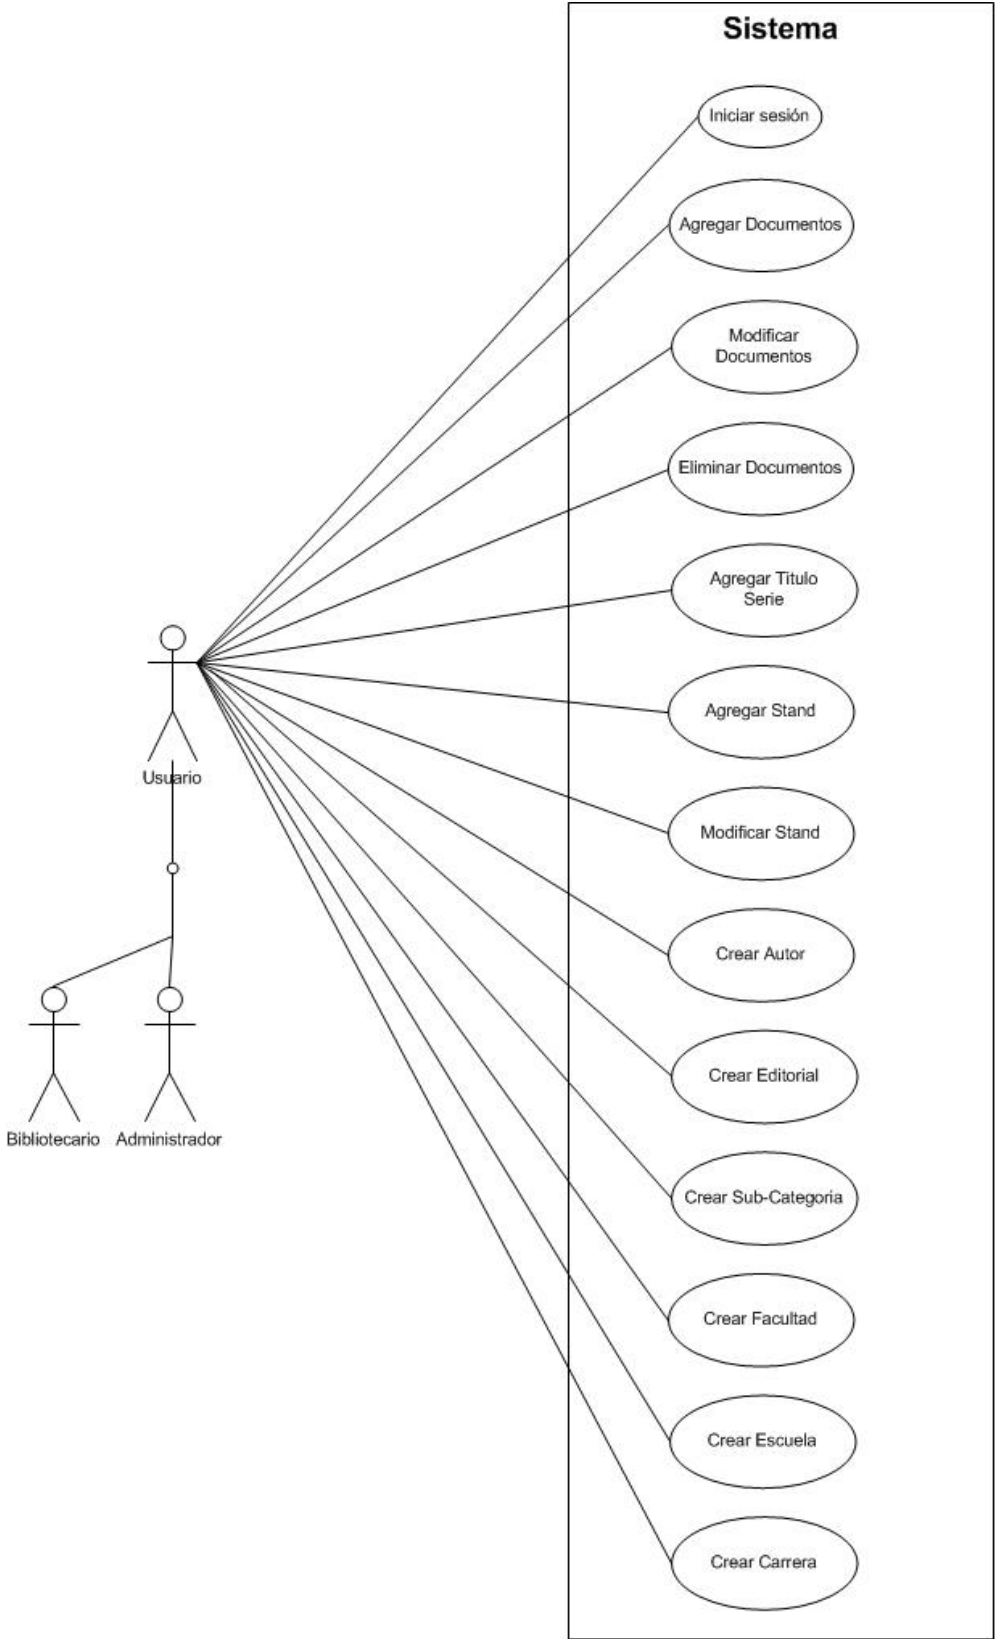 Sistema
Iniciar sesión
Agregar Documentos
Modificar
Documentos
Eliminar Documentos
Agregar Titulo
Serie
Agregar Stand
Usuario
Modificar Stand
Crear Autor
Crear Editorial
Bibliotecario
Administrador
Crear Sub-Categoria
Crear Facultad
Crear Escuela
Crear Carrera